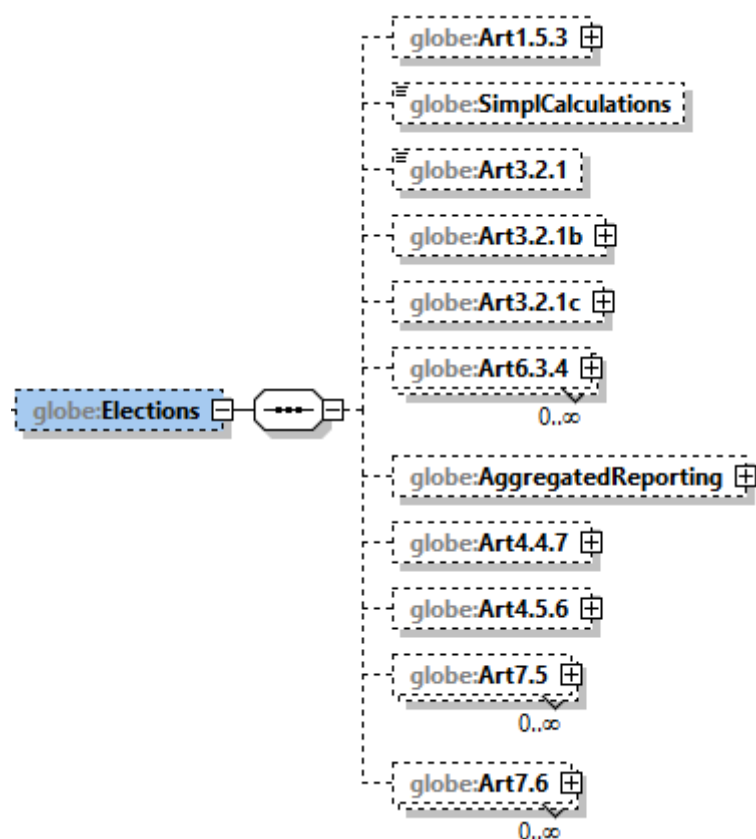 globe:Art1.5.3
globe:SimplCalculations
globe:Art3.2.1
globe:Art3.2.1b
globe:Art3.2.1c
globe:Art6.3.4
0..∞
globe:Elections
globe:AggregatedReporting
globe:Art4.4.7
globe:Art4.5.6
globe:Art7.5
0..∞
globe:Art7.6
0..∞